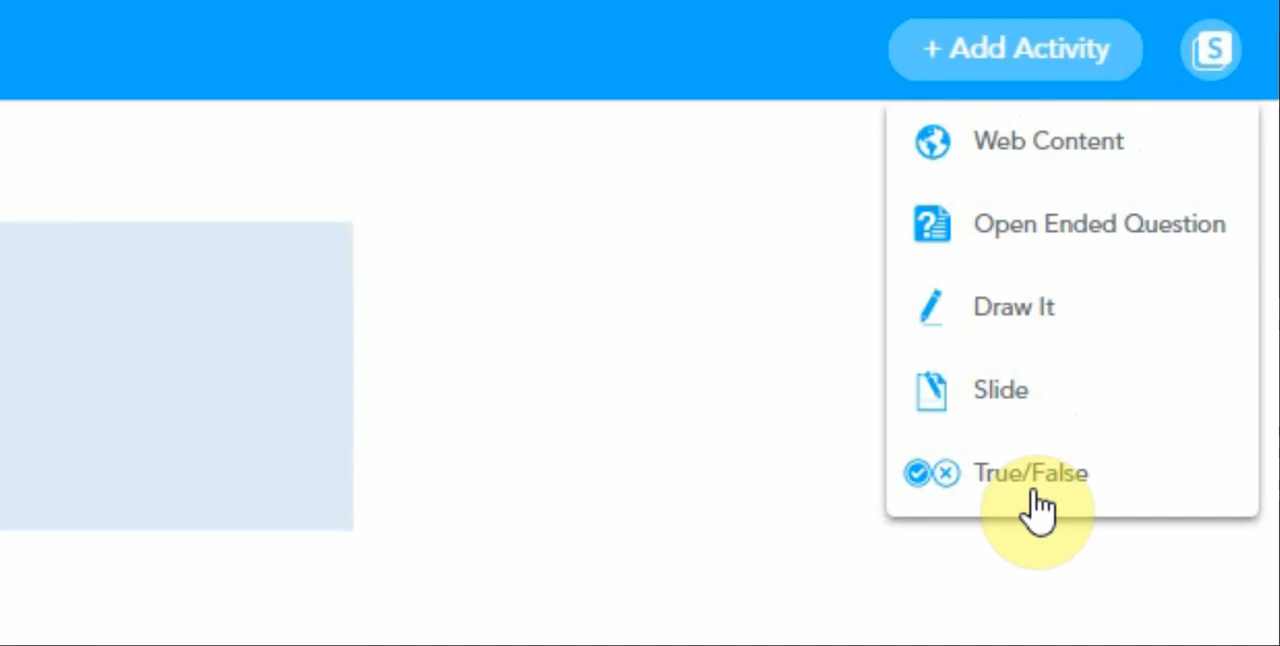 + Add Activity
S
Web Content
Open Ended Question
Draw It
Slide
True/False